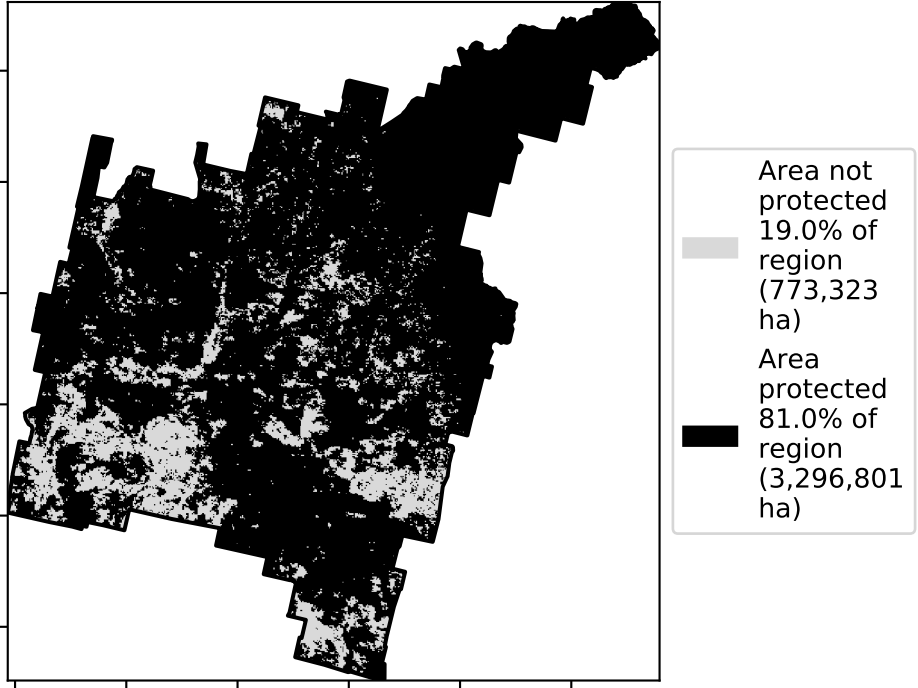 Area not
protected
19.0% of
region
(773,323
ha)
Area
protected
81.0% of
region
(3,296,801
ha)